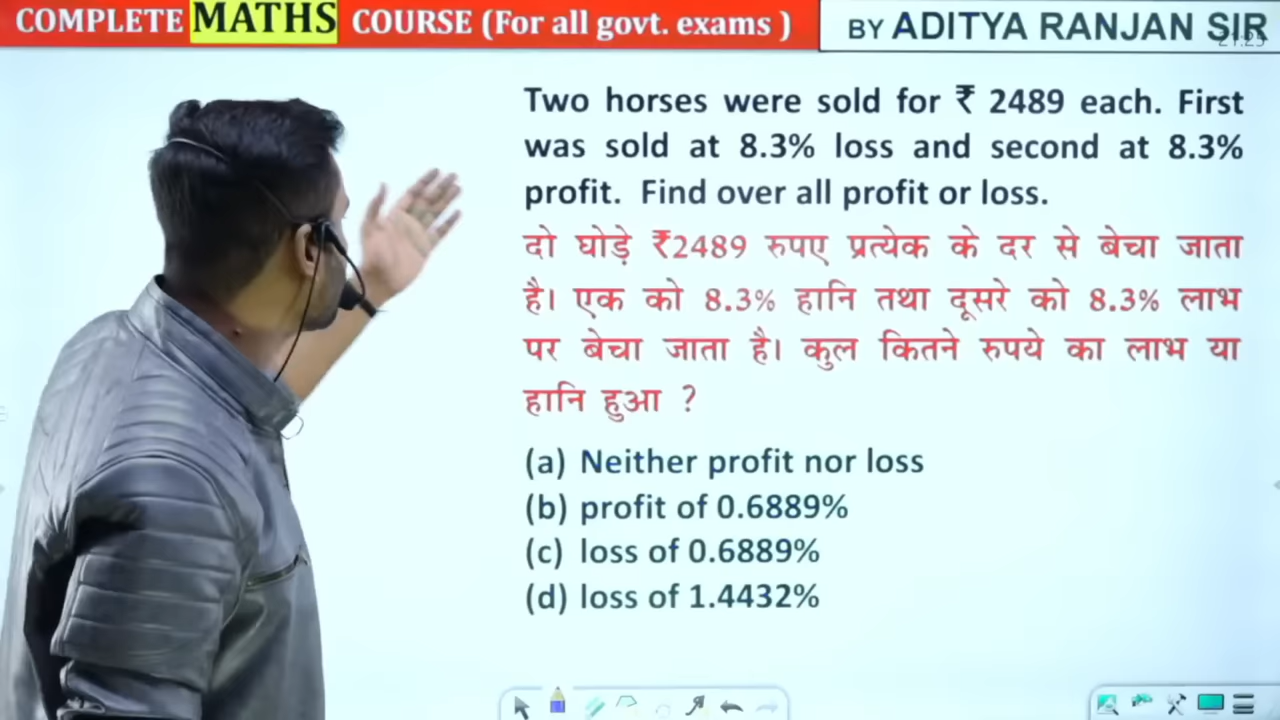 COMPLETE MATHS COURSE (For all govt. exams )
BY ADITYA RANJAN SIR
Two horses were sold for ₹ 2489 each. First
was sold at 8.3% loss and second at 8.3%
profit. Find over all profit or loss.
दो घोड़े ₹2489 रुपए प्रत्येक के दर से बेचा जाता
है। एक को 8.3% हानि तथा दूसरे को 8.3% लाभ
पर बेचा जाता है। कुल कितने रुपये का लाभ या
हानि हुआ ?
(a) Neither profit nor loss
(b) profit of 0.6889%
(c) loss of 0.6889%
(d) loss of 1.4432%